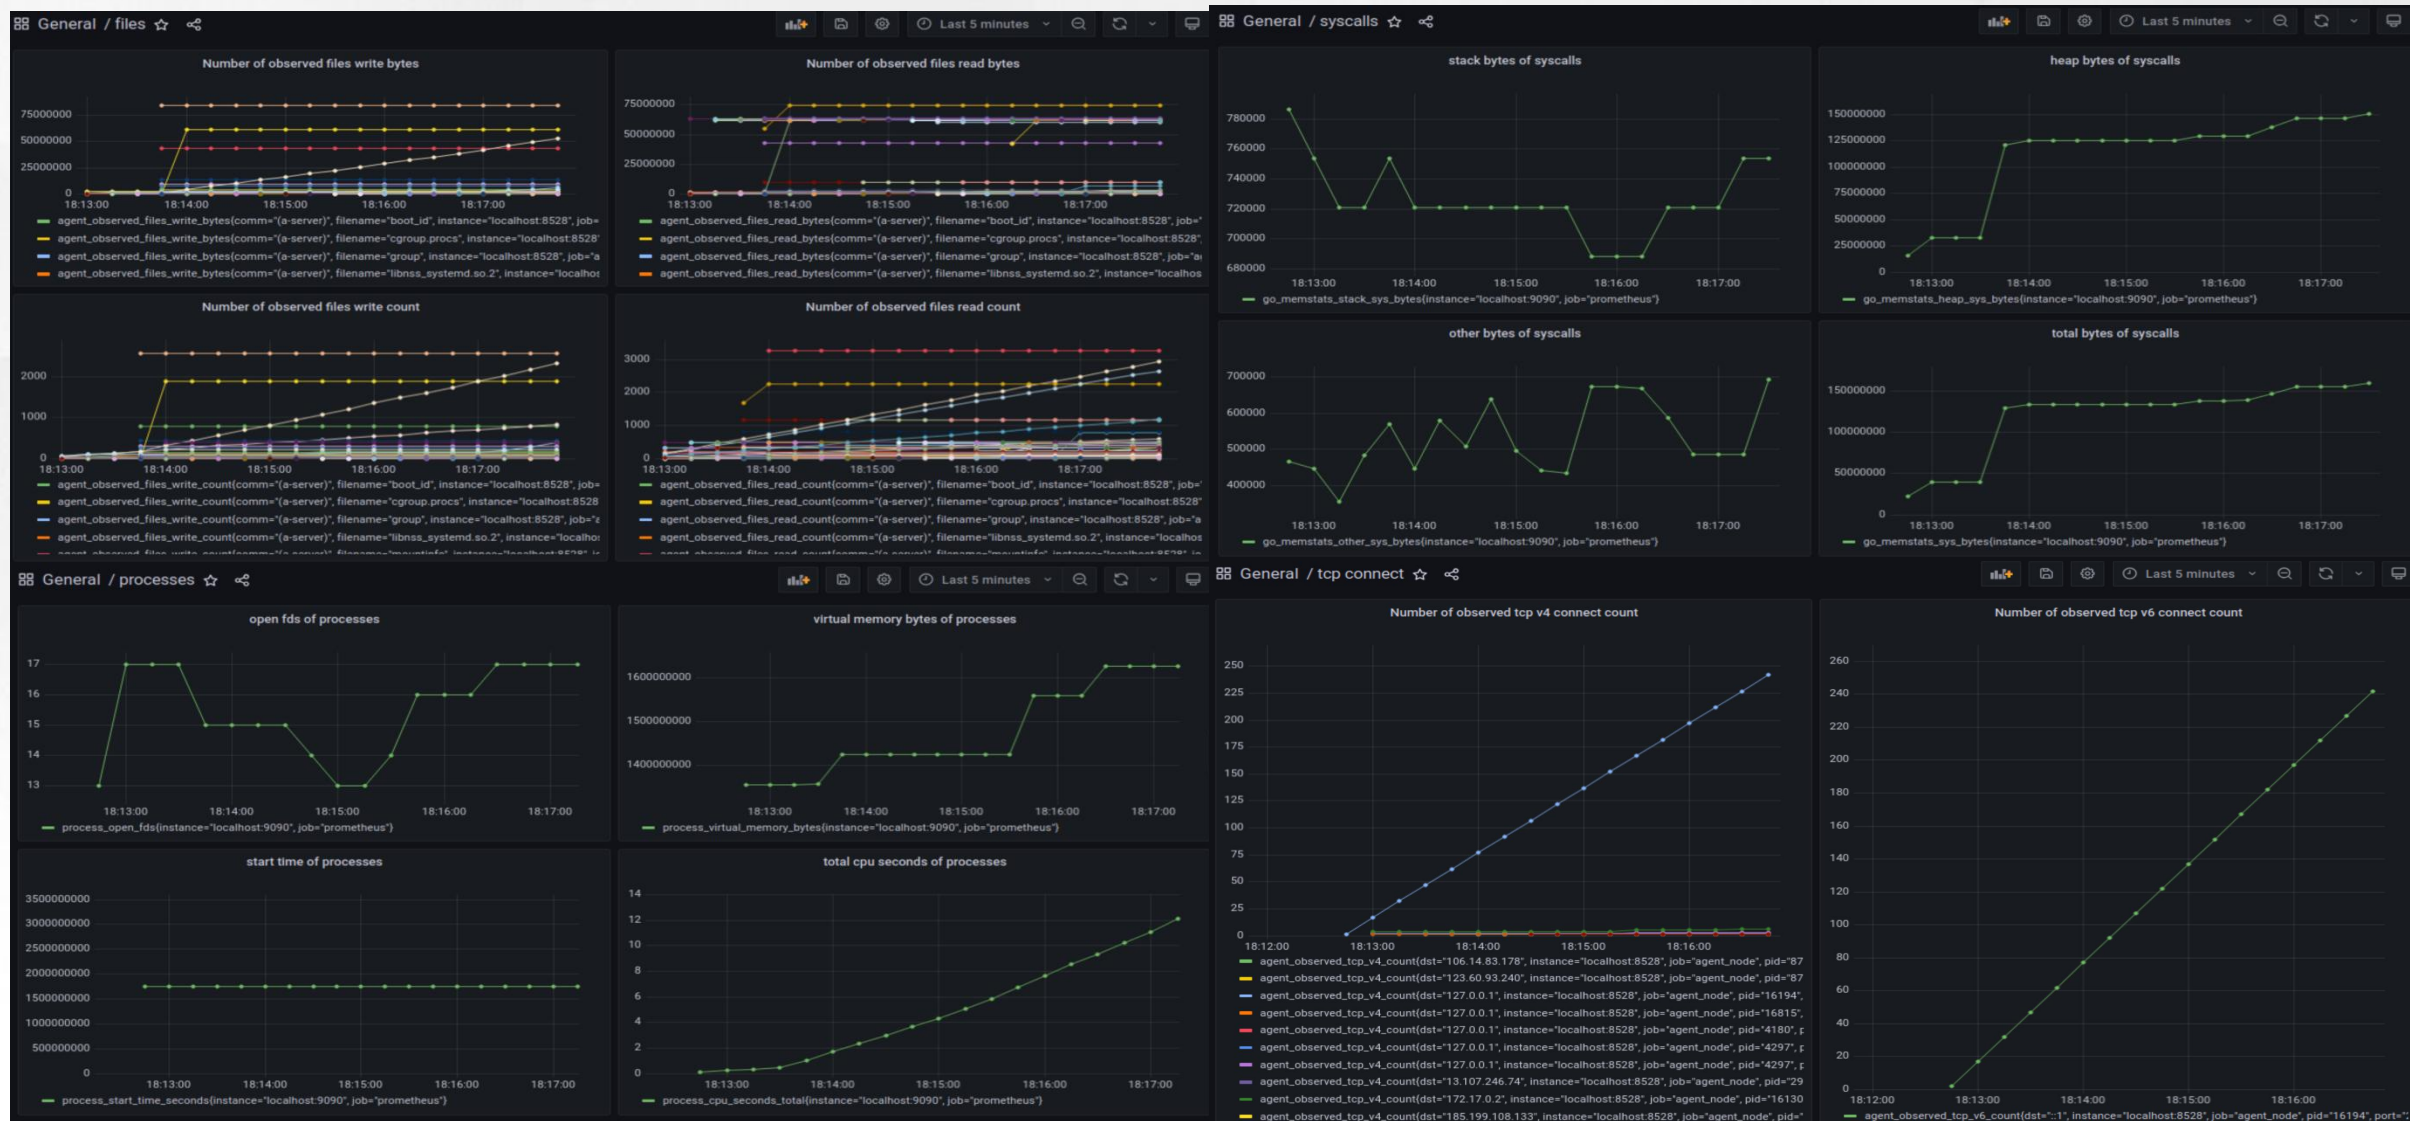 General / files
Last 5 minutes
Number of observed files write bytes
75000000
50000000
25000000
0
18:13:00 18:14:00 18:15:00 18:16:00 18:17:00
agent_observed_files_write_bytes{comm="(a-server)", filename="boot_id", instance="localhost:8528", job=
agent_observed_files_write_bytes{comm="(a-server)", filename="cgroup.procs", instance="localhost:8528"
agent_observed_files_write_bytes{comm="(a-server)", filename="group", instance="localhost:8528", job="a
agent_observed_files_write_bytes{comm="(a-server)", filename="libnss_systemd.so.2", instance="localhos
Number of observed files read bytes
75000000
50000000
25000000
0
18:13:00 18:14:00 18:15:00 18:16:00 18:17:00
agent_observed_files_read_bytes{comm="(a-server)", filename="boot_id", instance="localhost:8528", job="
agent_observed_files_read_bytes{comm="(a-server)", filename="cgroup.procs", instance="localhost:8528",
agent_observed_files_read_bytes{comm="(a-server)", filename="group", instance="localhost:8528", job="a
agent_observed_files_read_bytes{comm="(a-server)", filename="libnss_systemd.so.2", instance="localhos
Number of observed files write count
2000
1000
0
18:13:00 18:14:00 18:15:00 18:16:00 18:17:00
agent_observed_files_write_count{comm="(a-server)", filename="boot_id", instance="localhost:8528", job=
agent_observed_files_write_count{comm="(a-server)", filename="cgroup.procs", instance="localhost:8528
agent_observed_files_write_count{comm="(a-server)", filename="group", instance="localhost:8528", job="a
agent_observed_files_write_count{comm="(a-server)", filename="libnss_systemd.so.2", instance="localhos
Number of observed files read count
3000
2000
1000
0
18:13:00 18:14:00 18:15:00 18:16:00 18:17:00
agent_observed_files_read_count{comm="(a-server)", filename="boot_id", instance="localhost:8528", job="
agent_observed_files_read_count{comm="(a-server)", filename="cgroup.procs", instance="localhost:8528"
agent_observed_files_read_count{comm="(a-server)", filename="group", instance="localhost:8528", job="a
agent_observed_files_read_count{comm="(a-server)", filename="libnss_systemd.so.2", instance="localhos
General / syscalls
Last 5 minutes
stack bytes of syscalls
780000
760000
740000
720000
700000
680000
18:13:00 18:14:00 18:15:00 18:16:00 18:17:00
go_memstats_stack_sys_bytes{instance="localhost:9090", job="prometheus"}
heap bytes of syscalls
150000000
125000000
100000000
75000000
50000000
25000000
0
18:13:00 18:14:00 18:15:00 18:16:00 18:17:00
go_memstats_heap_sys_bytes{instance="localhost:9090", job="prometheus"}
other bytes of syscalls
700000
600000
500000
400000
18:13:00 18:14:00 18:15:00 18:16:00 18:17:00
go_memstats_other_sys_bytes{instance="localhost:9090", job="prometheus"}
total bytes of syscalls
150000000
100000000
50000000
0
18:13:00 18:14:00 18:15:00 18:16:00 18:17:00
go_memstats_sys_bytes{instance="localhost:9090", job="prometheus"}
General / processes
Last 5 minutes
open fds of processes
17
16
15
14
13
18:13:00 18:14:00 18:15:00 18:16:00 18:17:00
process_open_fds{instance="localhost:9090", job="prometheus"}
virtual memory bytes of processes
1600000000
1500000000
1400000000
18:13:00 18:14:00 18:15:00 18:16:00 18:17:00
process_virtual_memory_bytes{instance="localhost:9090", job="prometheus"}
start time of processes
3500000000
3000000000
2500000000
2000000000
1500000000
1000000000
500000000
0
18:13:00 18:14:00 18:15:00 18:16:00 18:17:00
process_start_time_seconds{instance="localhost:9090", job="prometheus"}
total cpu seconds of processes
14
12
10
8
6
4
2
0
18:13:00 18:14:00 18:15:00 18:16:00 18:17:00
process_cpu_seconds_total{instance="localhost:9090", job="prometheus"}
General / tcp connect
Last 5 minutes
Number of observed tcp v4 connect count
250
225
200
175
150
125
100
75
50
25
0
18:12:00 18:13:00 18:14:00 18:15:00 18:16:00
agent_observed_tcp_v4_count{dst="106.14.83.178", instance="localhost:8528", job="agent_node", pid="87
agent_observed_tcp_v4_count{dst="123.60.93.240", instance="localhost:8528", job="agent_node", pid="87
agent_observed_tcp_v4_count{dst="127.0.0.1", instance="localhost:8528", job="agent_node", pid="16194",
agent_observed_tcp_v4_count{dst="127.0.0.1", instance="localhost:8528", job="agent_node", pid="16815",
agent_observed_tcp_v4_count{dst="127.0.0.1", instance="localhost:8528", job="agent_node", pid="4180", p
agent_observed_tcp_v4_count{dst="127.0.0.1", instance="localhost:8528", job="agent_node", pid="4297", p
agent_observed_tcp_v4_count{dst="127.0.0.1", instance="localhost:8528", job="agent_node", pid="4297", p
agent_observed_tcp_v4_count{dst="13.107.246.74", instance="localhost:8528", job="agent_node", pid="29
agent_observed_tcp_v4_count{dst="172.17.0.2", instance="localhost:8528", job="agent_node", pid="16130
agent_observed_tcp_v4_count{dst="185.199.108.133", instance="localhost:8528", job="agent_node", pid="
Number of observed tcp v6 connect count
260
240
220
200
180
160
140
120
100
80
60
40
20
0
18:12:00 18:13:00 18:14:00 18:15:00 18:16:00
agent_observed_tcp_v6_count{dst="::1", instance="localhost:8528", job="agent_node", pid="16194", port="